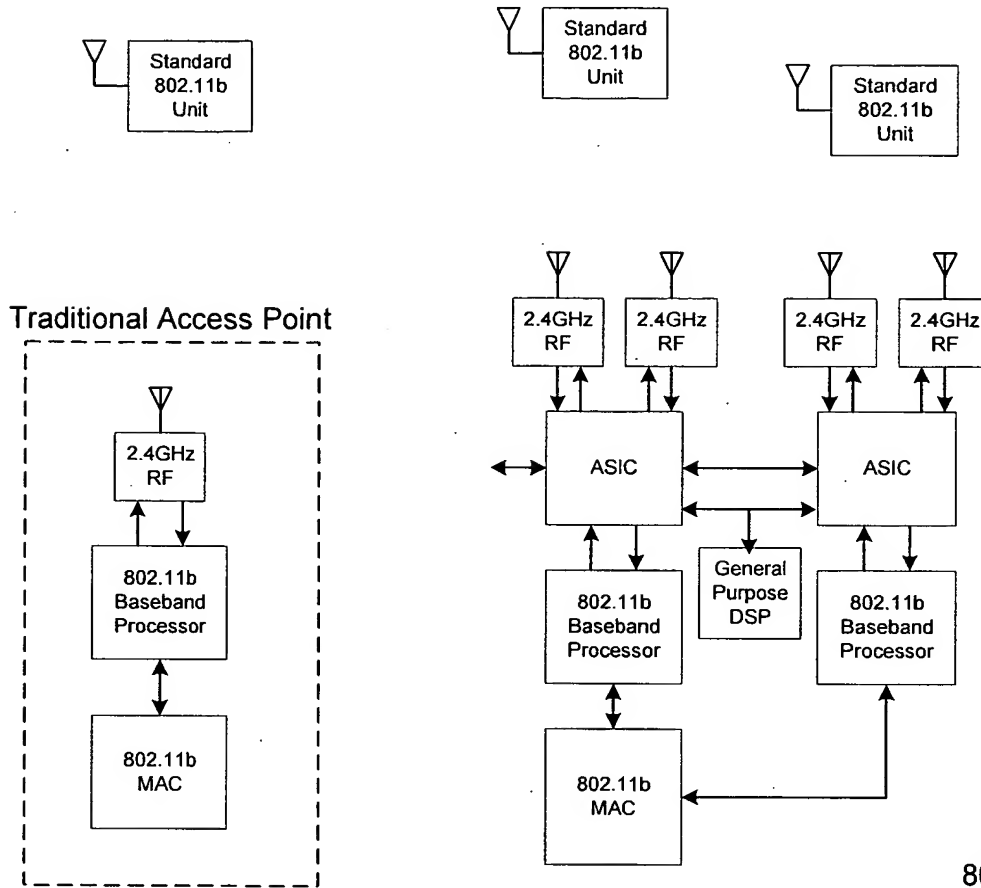 Standard
802.11b
Unit
Standard
802.11b
Unit
Standard
802.11b
Unit
Traditional Access Point
2.4GHz
RF
802.11b
Baseband
Processor
802.11b
MAC
2.4GHz
RF
2.4GHz
RF
2.4GHz
RF
2.4GHz
RF
ASIC
ASIC
802.11b
Baseband
Processor
General
Purpose
DSP
802.11b
Baseband
Processor
802.11b
MAC